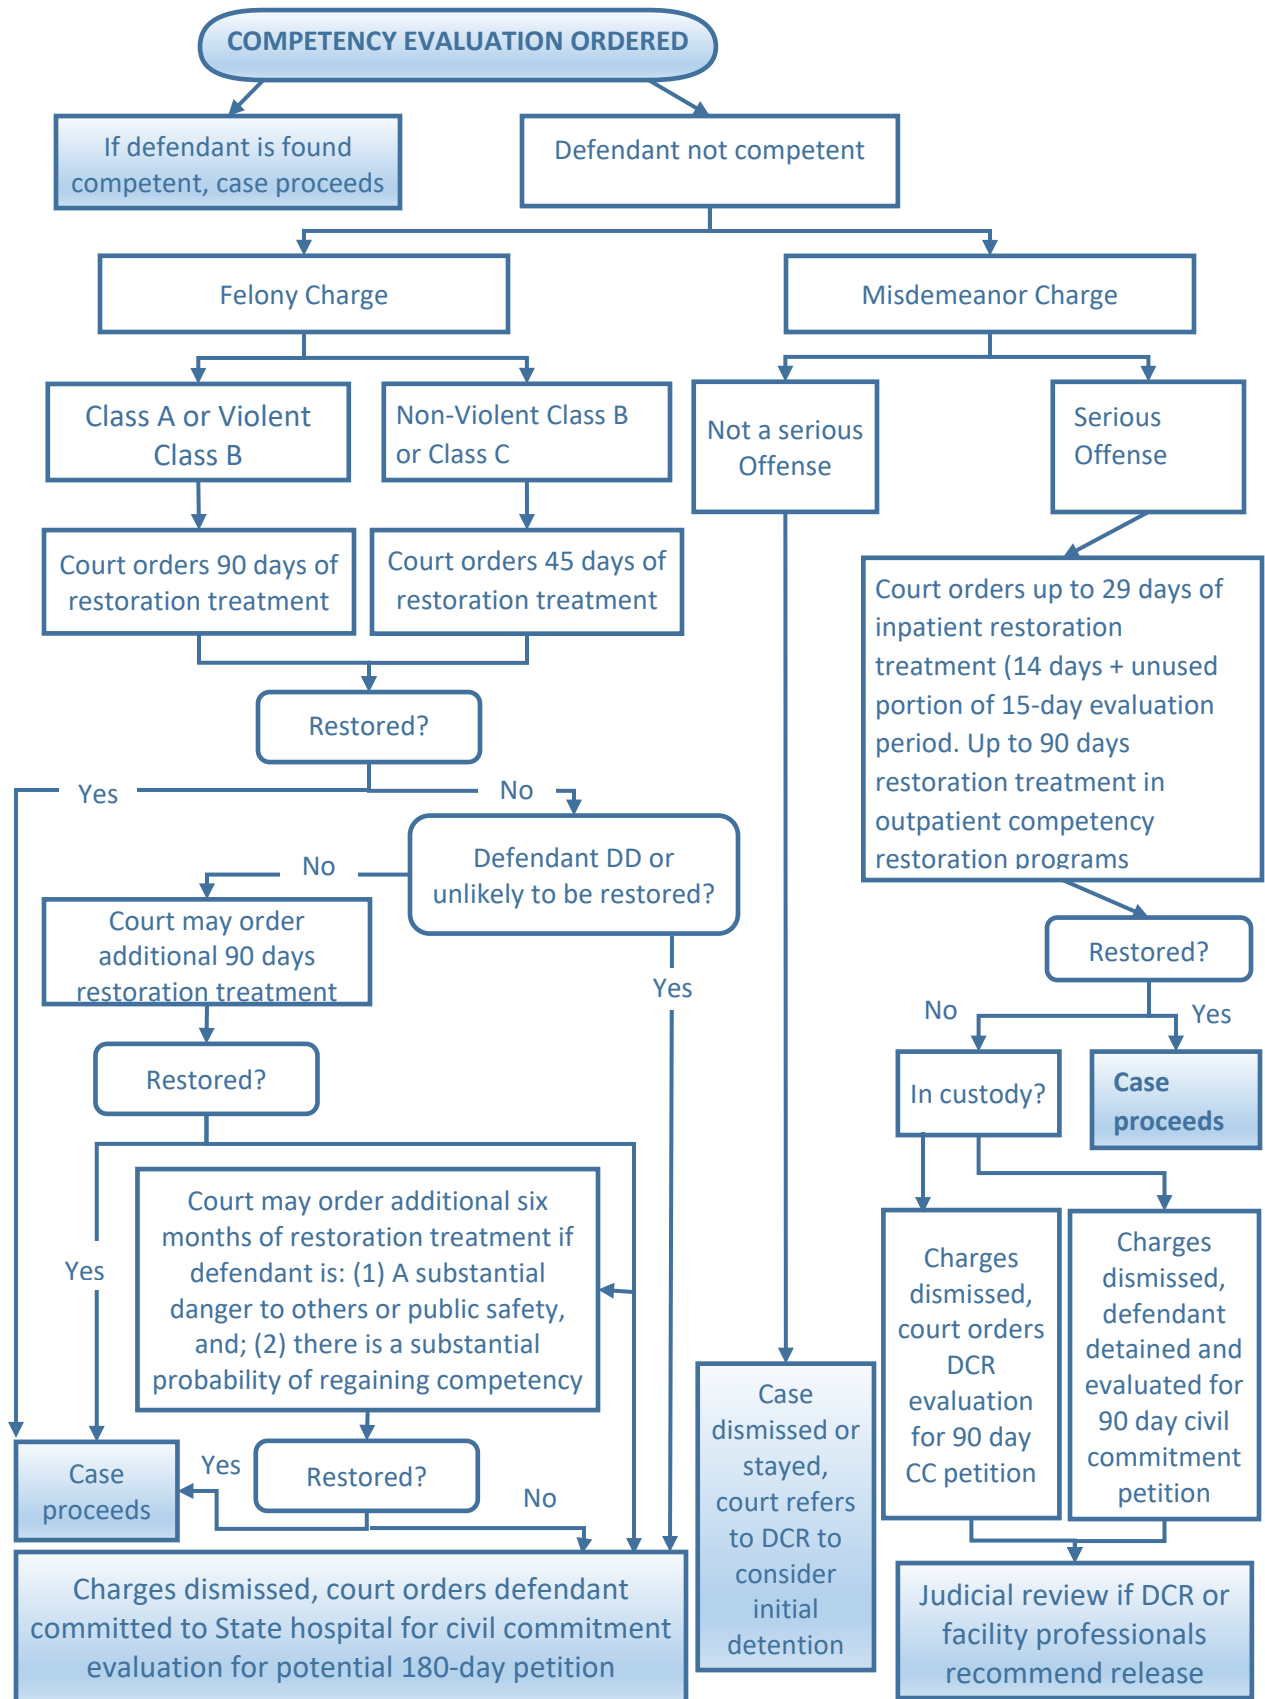 COMPETENCY EVALUATION ORDERED
If defendant is found
competent, case proceeds
Defendant not competent
Felony Charge
Misdemeanor Charge
Class A or Violent
Class B
Non-Violent Class B
or Class C
Not a serious
Offense
Serious
Offense
Court orders 90 days of
restoration treatment
Court orders 45 days of
restoration treatment
Court orders up to 29 days of
inpatient restoration
treatment (14 days + unused
portion of 15-day evaluation
period. Up to 90 days
restoration treatment in
outpatient competency
restoration programs
Restored?
Yes
No
Defendant DD or
unlikely to be restored?
No
Yes
Court may order
additional 90 days
restoration treatment
Restored?
No
Yes
Restored?
In custody?
Case
proceeds
Yes
Court may order additional six
months of restoration treatment if
defendant is: (1) A substantial
danger to others or public safety,
and; (2) there is a substantial
probability of regaining competency
Charges
dismissed,
court orders
DCR
evaluation
for 90 day
CC petition
Charges
dismissed,
defendant
detained and
evaluated for
90 day civil
commitment
petition
Case
proceeds
Yes
Restored?
No
Case
dismissed or
stayed,
court refers
to DCR to
consider
initial
detention
Charges dismissed, court orders defendant
committed to State hospital for civil commitment
evaluation for potential 180-day petition
Judicial review if DCR or
facility professionals
recommend release